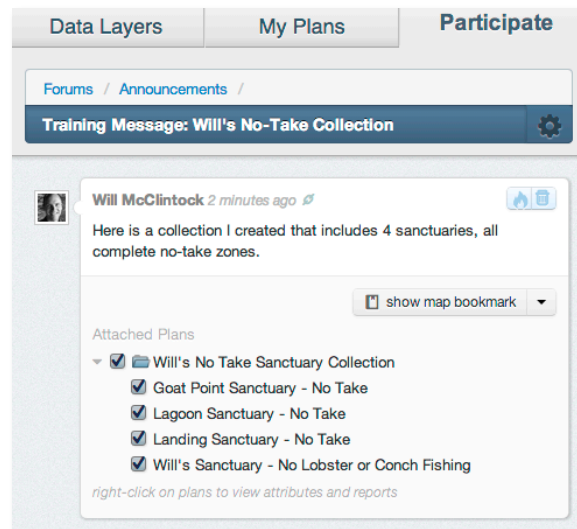 Data Layers
My Plans
Participate
Forums / Announcements /
Training Message: Will's No-Take Collection
Will McClintock 2 minutes ago
Here is a collection I created that includes 4 sanctuaries, all
complete no-take zones.
show map bookmark
Attached Plans
Will's No Take Sanctuary Collection
Goat Point Sanctuary - No Take
Lagoon Sanctuary - No Take
Landing Sanctuary - No Take
Will's Sanctuary - No Lobster or Conch Fishing
right-click on plans to view attributes and reports